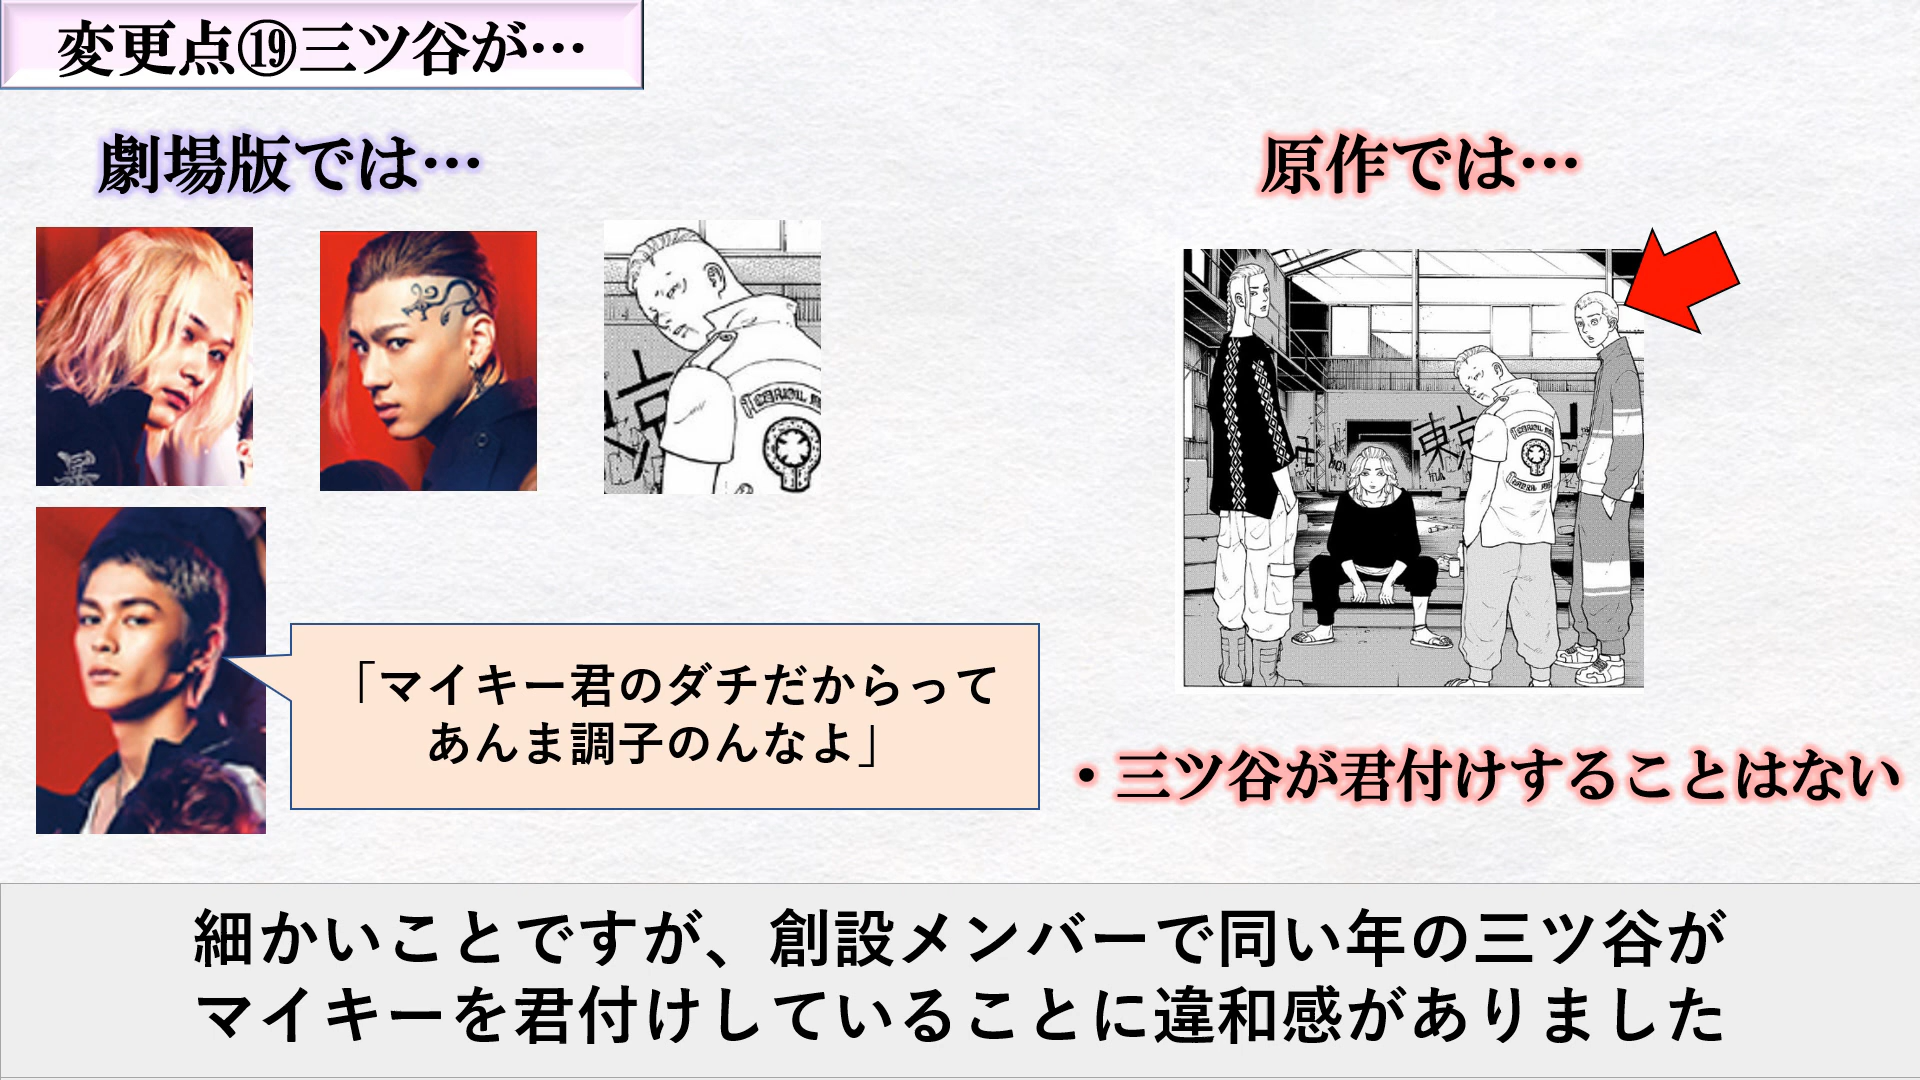 変更点⑲三ツ谷が…
劇場版では…
原作では…
東京
「マイキー君のダチだからって
あんま調子のんなよ」
・三ツ谷が君付けすることはない
細かいことですが、創設メンバーで同い年の三ツ谷が
マイキーを君付けしていることに違和感がありました